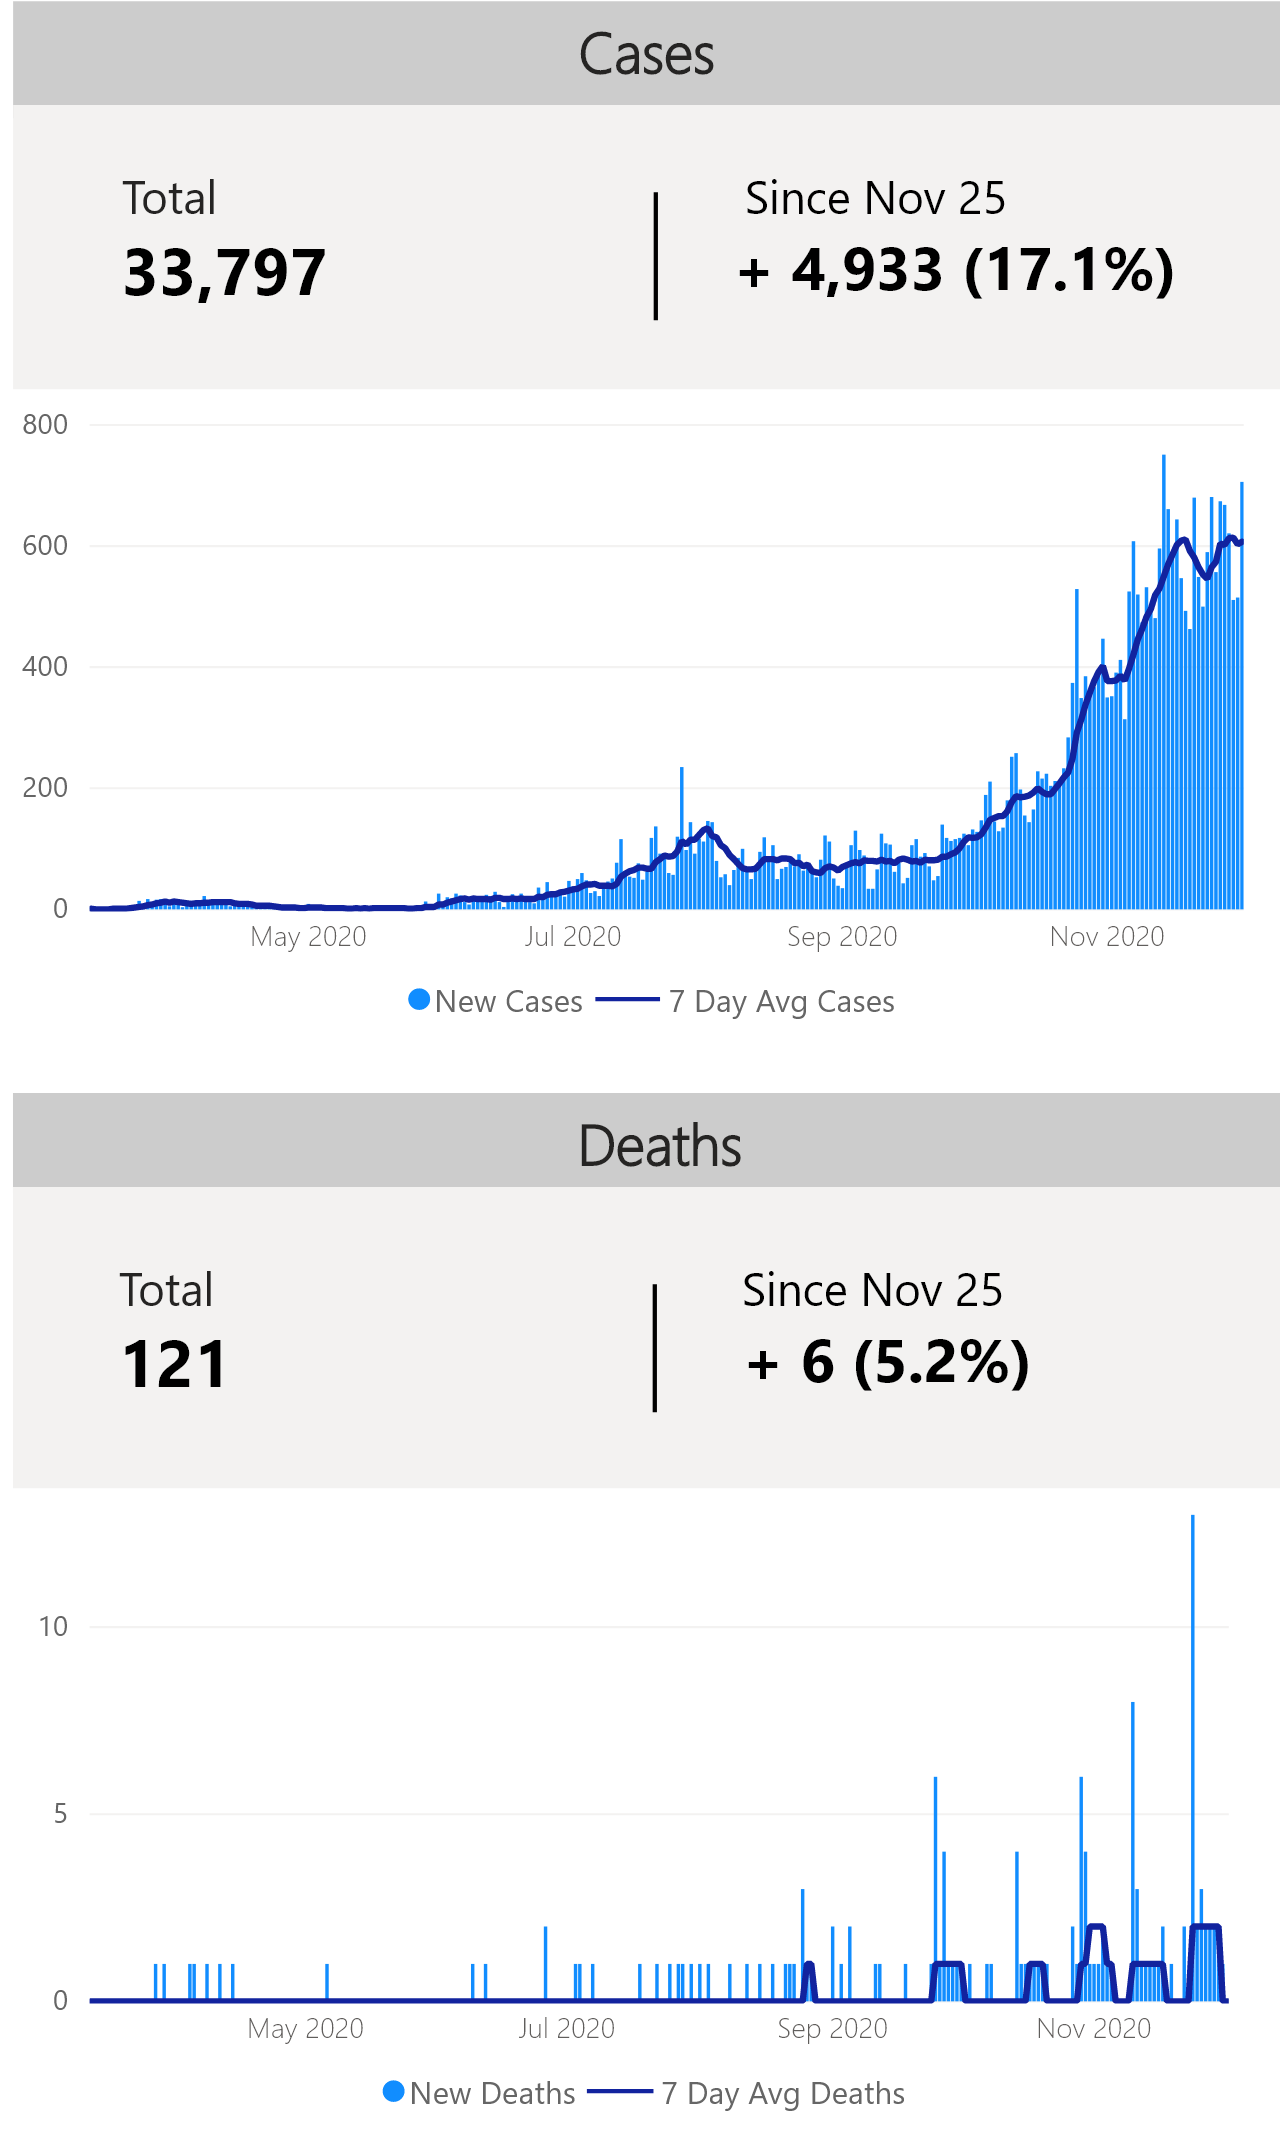 Cases
Total
Since Nov 25
33,797
+ 4,933 (17.1%)
800
600
400
200
0
May 2020
Jul 2020
Sep 2020
Nov 2020
New Cases
7 Day Avg Cases
Deaths
Total
Since Nov 25
121
+ 6 (5.2%)
10
5
0
May 2020
Jul 2020
Sep 2020
Nov 2020
New Deaths
7 Day Avg Deaths